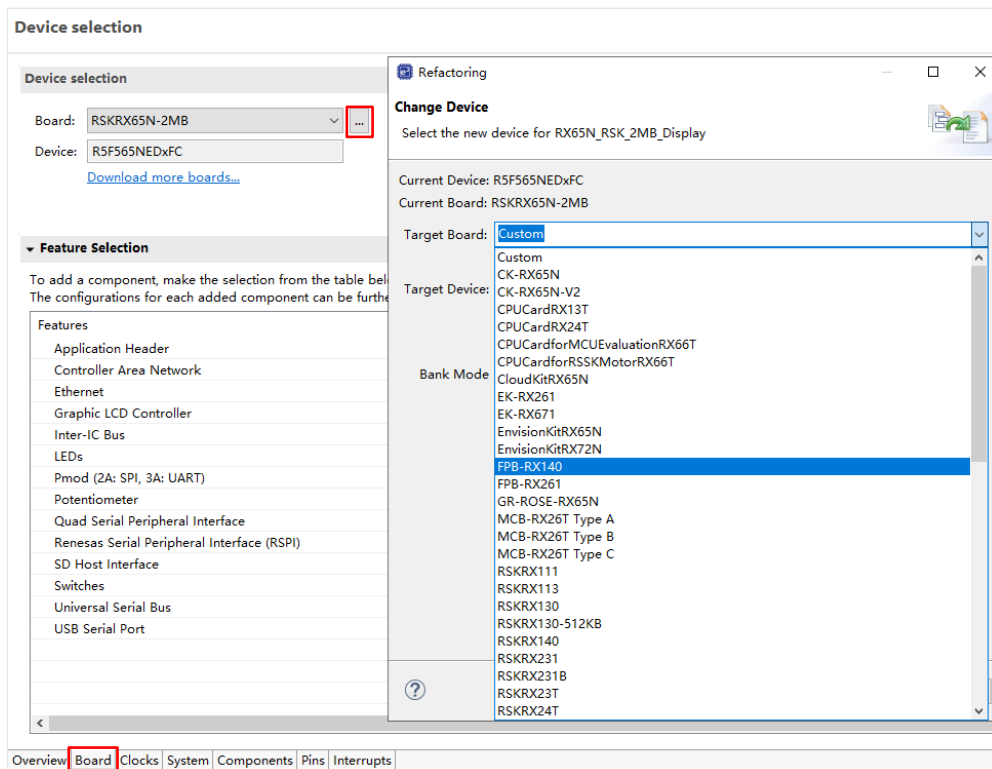 Device selection
Device selection
Board:
RSKRX65N-2MB
...
Device:
R5F565NEDxFC
Download more boards...
Feature Selection
To add a component, make the selection from the table bel
The configurations for each added component can be furthe
Features
Application Header
Controller Area Network
Ethernet
Graphic LCD Controller
Inter-IC Bus
LEDs
Pmod (2A: SPI, 3A: UART)
Potentiometer
Quad Serial Peripheral Interface
Renesas Serial Peripheral Interface (RSPI)
SD Host Interface
Switches
Universal Serial Bus
USB Serial Port
Refactoring
Change Device
Select the new device for RX65N_RSK_2MB_Display
Current Device: R5F565NEDxFC
Current Board: RSKRX65N-2MB
Target Board:
Custom
Target Device:
Bank Mode
Custom
CK-RX65N
CK-RX65N-V2
CPUCardRX13T
CPUCardRX24T
CPUCardforMCUEvaluationRX66T
CPUCardforRSSKMotorRX66T
CloudKitRX65N
EK-RX261
EK-RX671
EnvisionKitRX65N
EnvisionKitRX72N
FPB-RX140
FPB-RX261
GR-ROSE-RX65N
MCB-RX26T Type A
MCB-RX26T Type B
MCB-RX26T Type C
RSKRX111
RSKRX113
RSKRX130
RSKRX130-512KB
RSKRX140
RSKRX231
RSKRX231B
RSKRX23T
RSKRX24T
?
Overview Board Clocks System Components Pins Interrupts